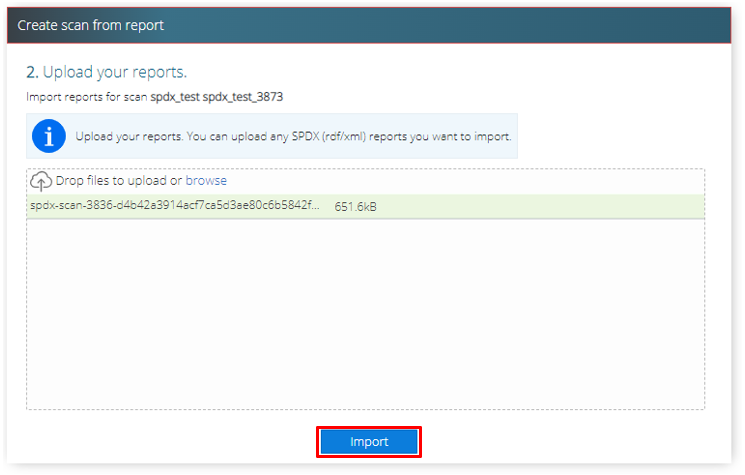 Create scan from report
2. Upload your reports.
Import reports for scan spdx_test spdx_test_3873
Upload your reports. You can upload any SPDX (rdf/xml) reports you want to import.
Drop files to upload or browse
spdx-scan-3836-d4b42a3914acf7ca5d3ae80c6b5842f... 651.6kB
Import